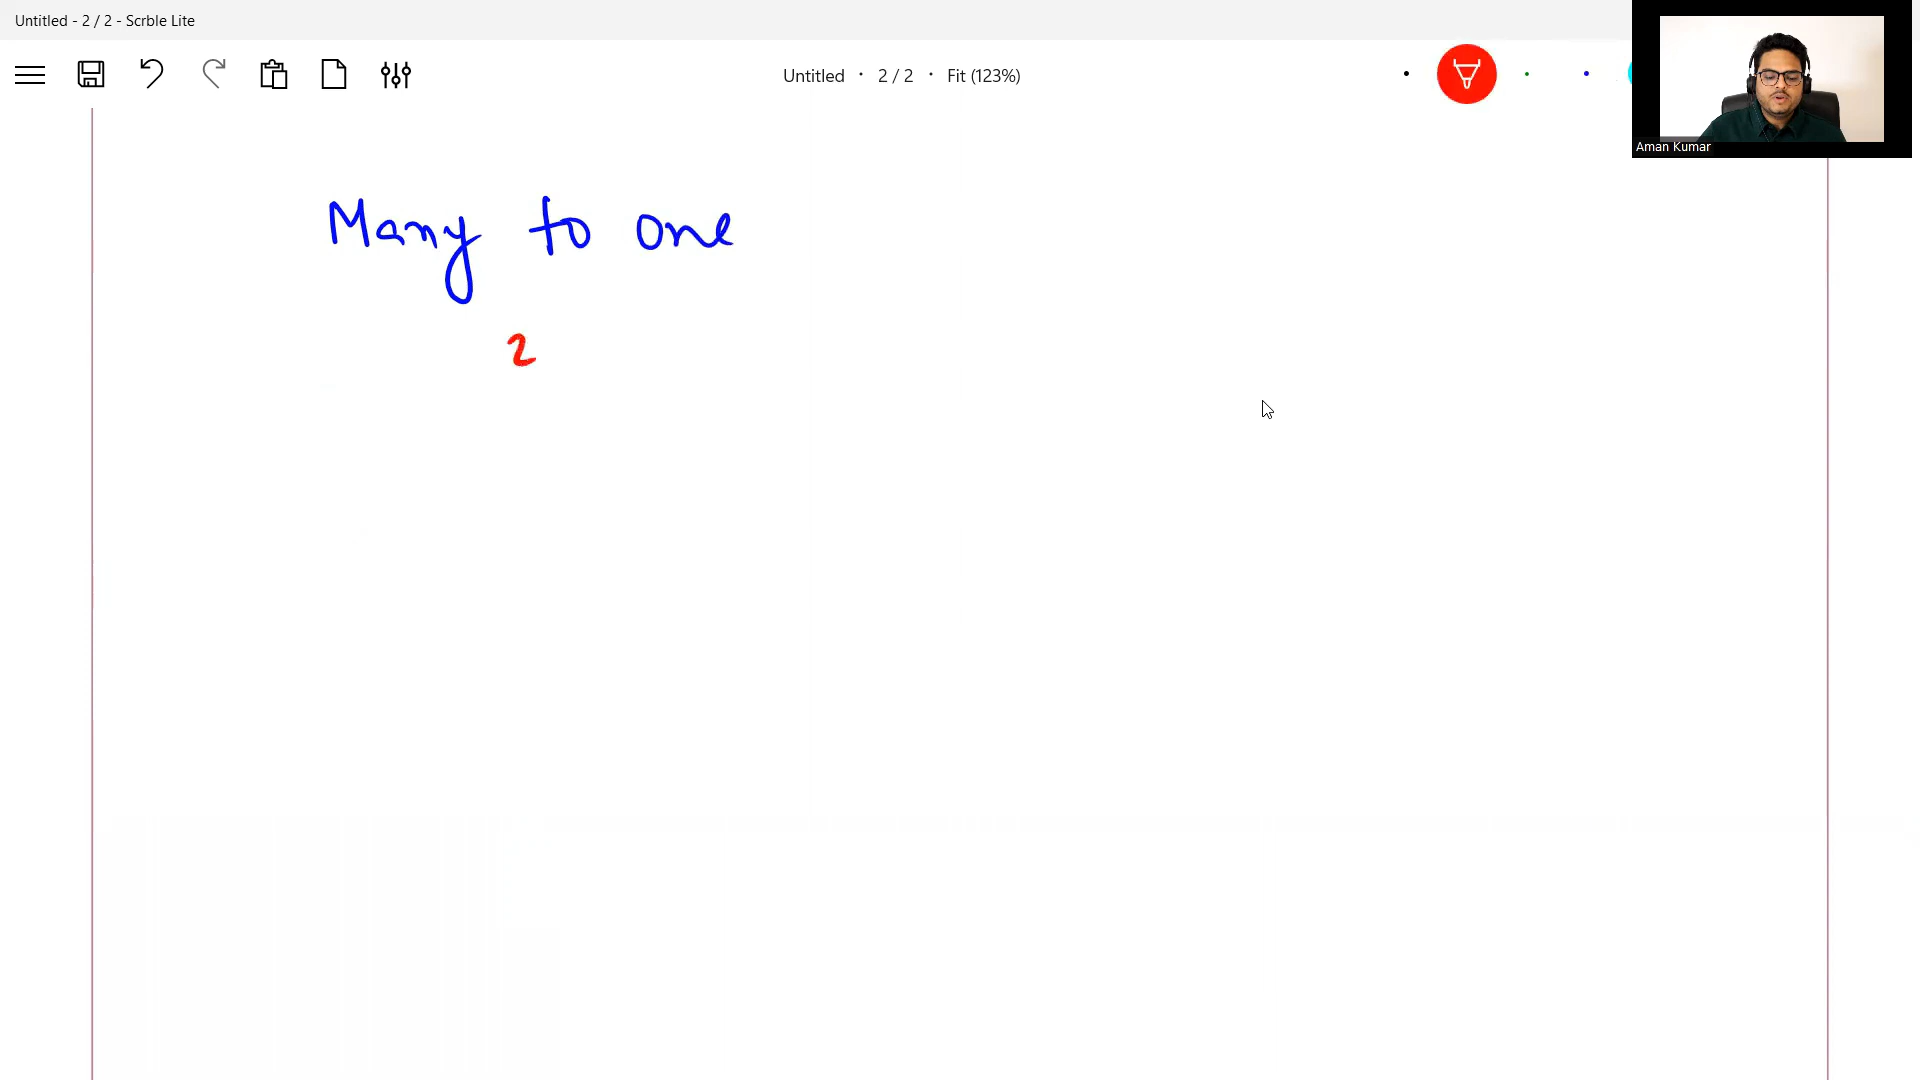 Untitled - 2 / 2 - Scrble Lite
Untitled • 2 / 2 • Fit (123%)
Aman Kumar
Many to one
2